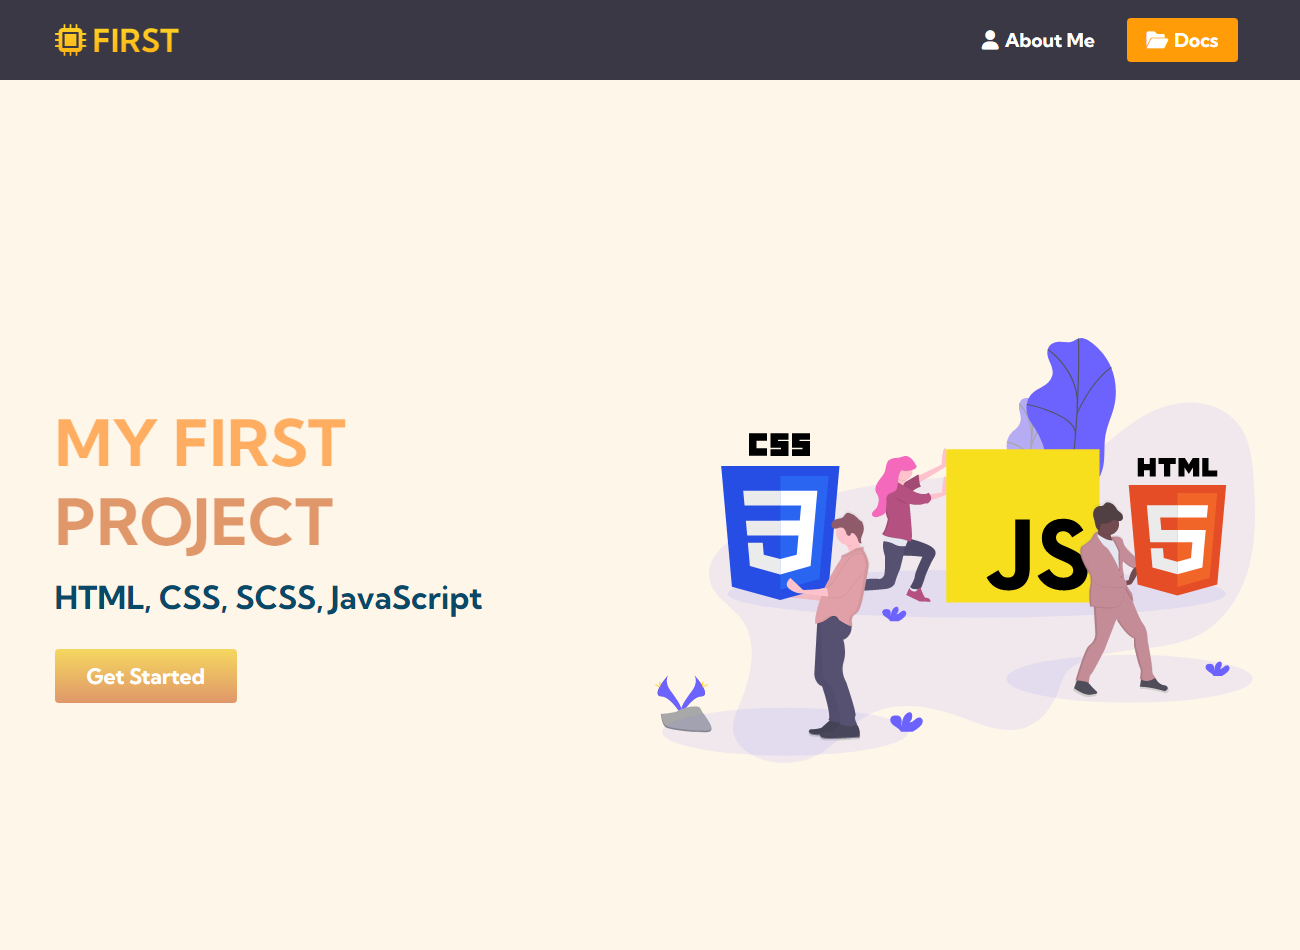 FIRST
About Me
Docs
MY FIRST
PROJECT
HTML, CSS, SCSS, JavaScript
Get Started
CSS
3
JS
HTML
5